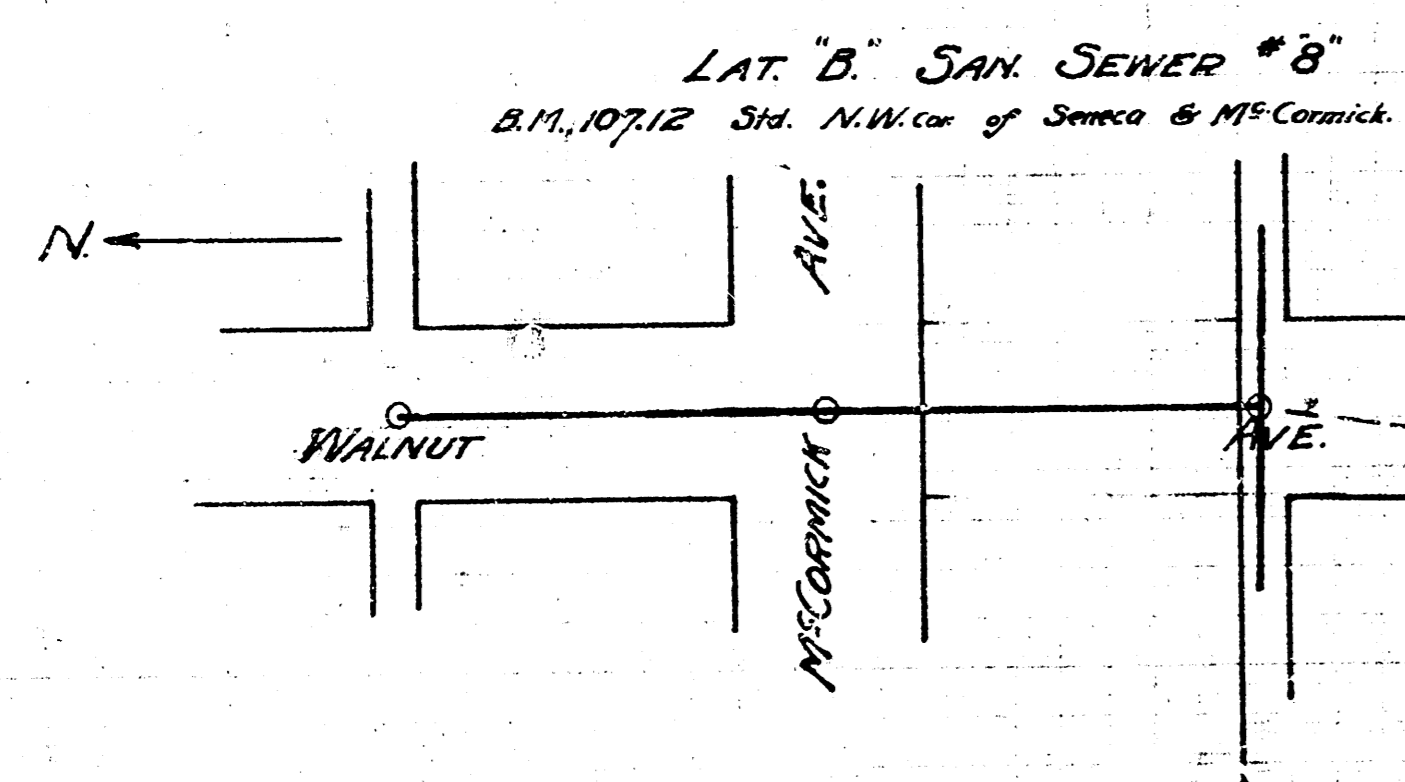 LAT. "B." SAN. SEWER # "8"
B.M., 107.12 Std. N.W. Cor. of Seneca & McCormick.
N.
McCORMICK AVE.
WALNUT AVE.